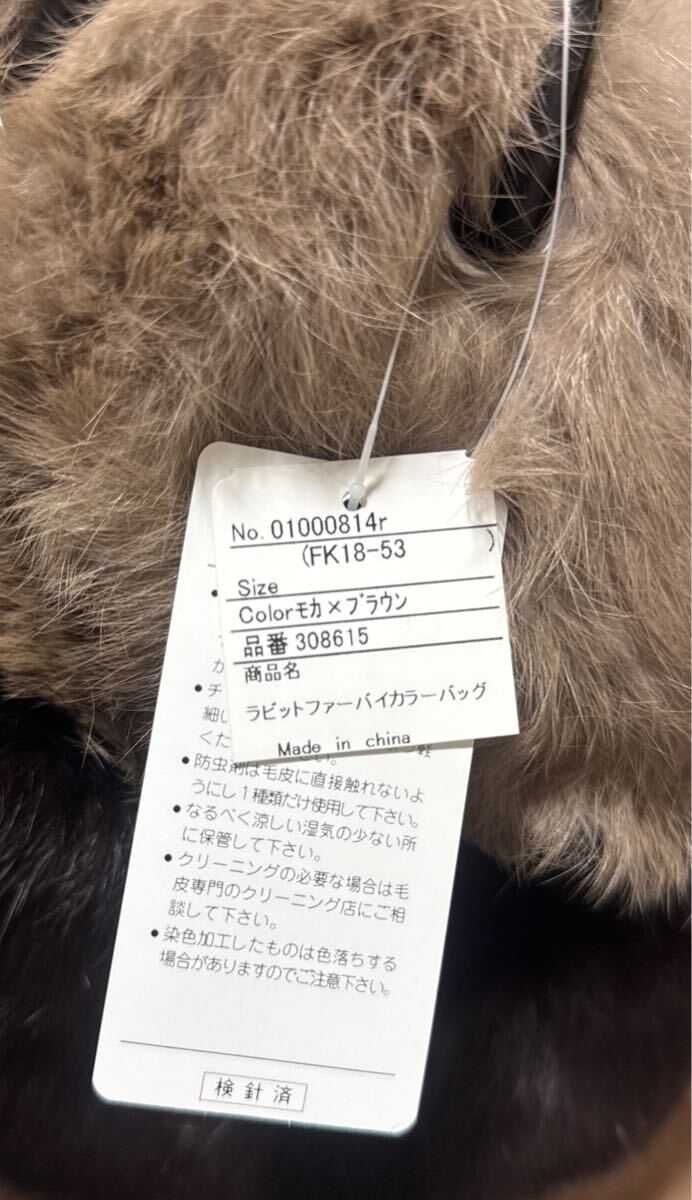 No. 01000814r
(FK18-53 )
Size
Colorモカ×ブラウン
品番 308615
商品名
ラビットファーバイカラーバッグ
Made in china
か
• チ
細
くた さい。 軽
• 防虫剤は毛皮に直接触れないよ
うにし1種類だけ使用して下さい。
• なるべく涼しい湿気の少ない所
に保管して下さい。
• クリーニングの必要な場合は毛
皮専門のクリーニング店にご相
談して下さい。
• 染色加工したものは色落ちする
場合がありますのでご注意下さい。
検針済